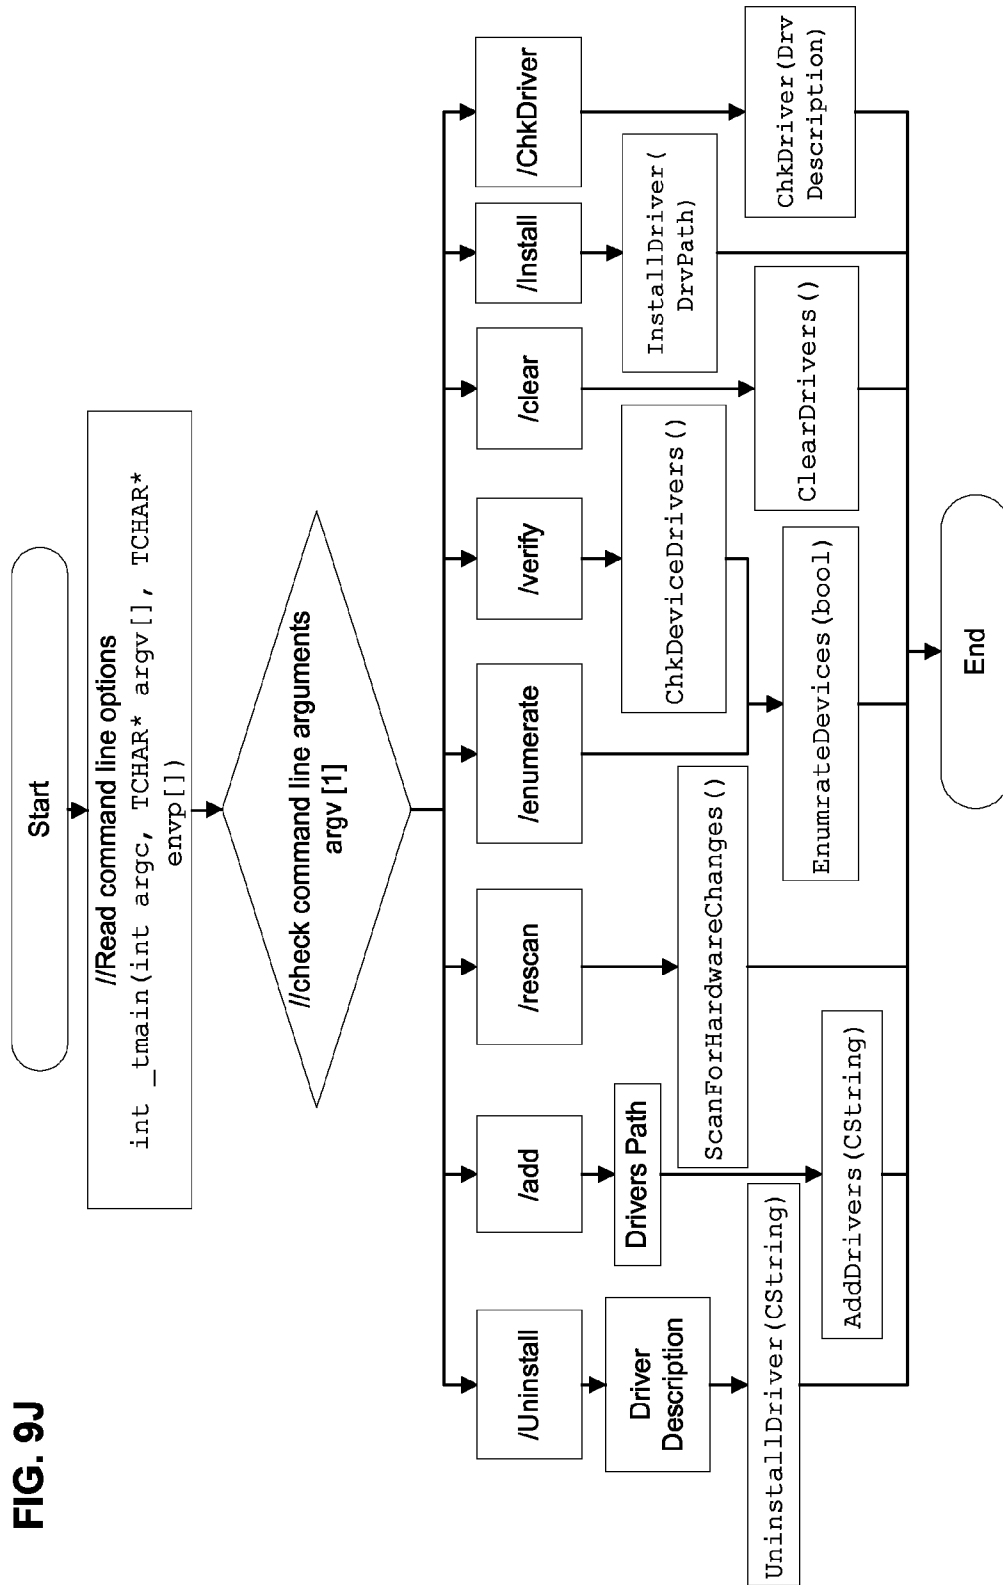 FIG. 9J
Start
//Read command line options
int _tmain(int argc, TCHAR* argv[], TCHAR*
envp[])
//check command line arguments
argv [1]
/Uninstall
/add
/rescan
/enumerate
/verify
/clear
/Install
/ChkDriver
Driver
Description
Drivers Path
ScanForHardwareChanges()
ChkDeviceDrivers()
InstallDriver(
DrvPath)
UninstallDriver(CString)
AddDrivers(CString)
EnumrateDevices(bool)
ClearDrivers()
ChkDriver(Drv
Description)
End